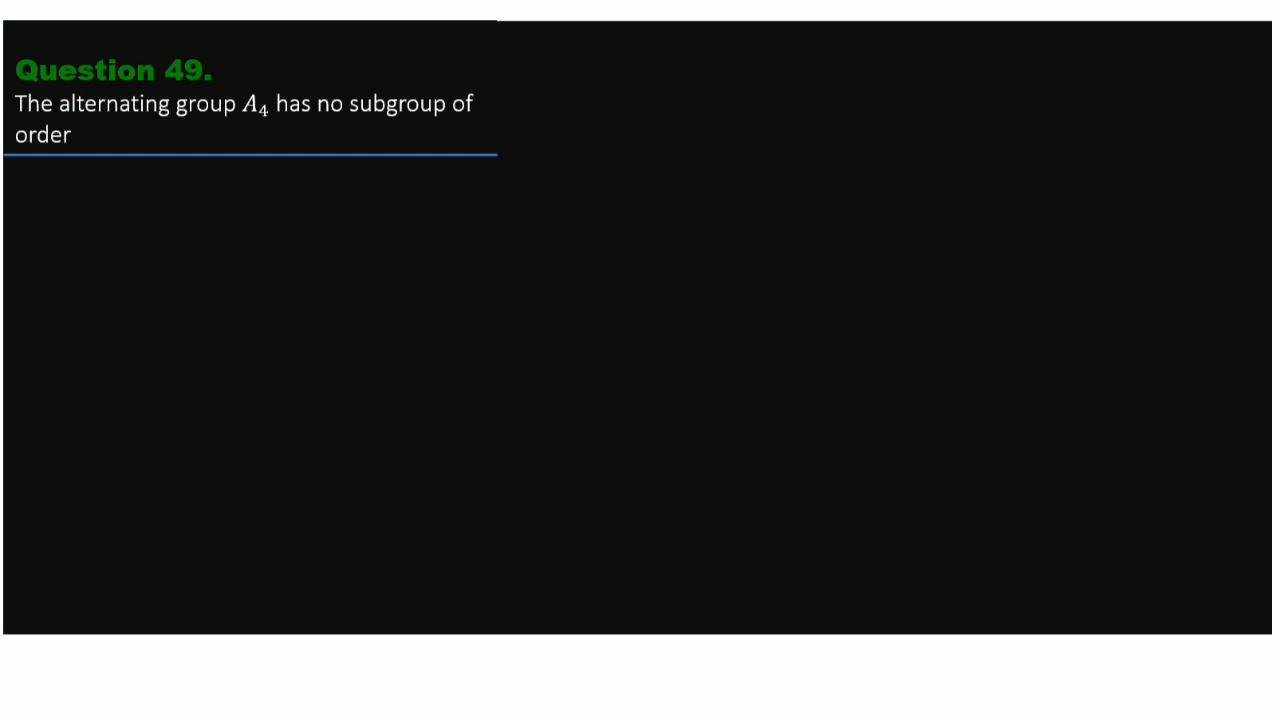 Question 49.
The alternating group A₄ has no subgroup of
order